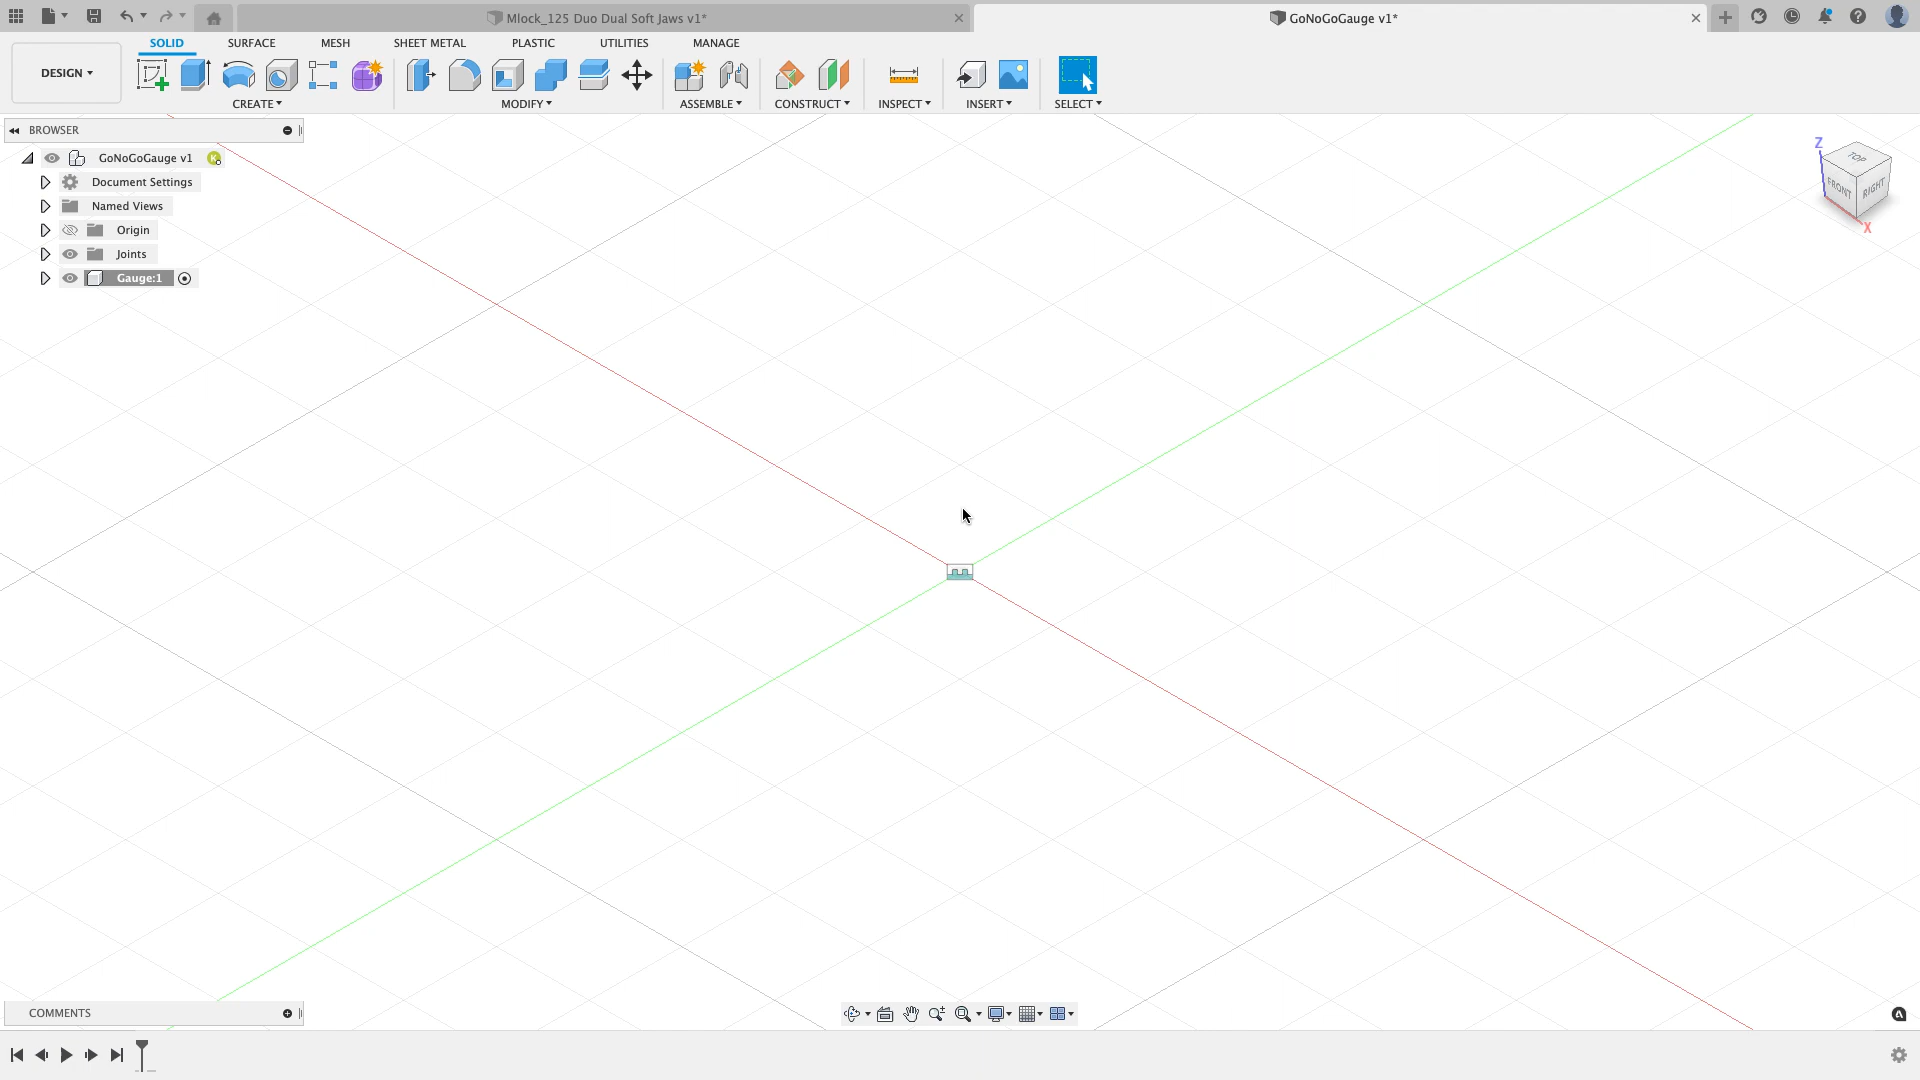 Mlock_125 Duo Dual Soft Jaws v1*
GoNoGoGauge v1*
DESIGN
SOLID
SURFACE
MESH
SHEET METAL
PLASTIC
UTILITIES
MANAGE
CREATE
MODIFY
ASSEMBLE
CONSTRUCT
INSPECT
INSERT
SELECT
BROWSER
GoNoGoGauge v1
Document Settings
Named Views
Origin
Joints
Gauge:1
Z
TOP
FRONT
RIGHT
X
COMMENTS